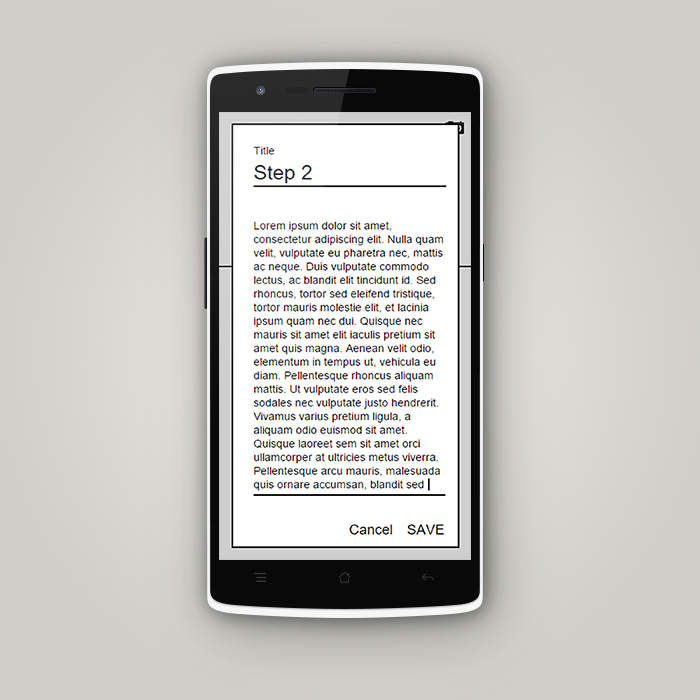 Title
Step 2
Lorem ipsum dolor sit amet,
consectetur adipiscing elit. Nulla quam
velit, vulputate eu pharetra nec, mattis
ac neque. Duis vulputate commodo
lectus, ac blandit elit tincidunt id. Sed
rhoncus, tortor sed eleifend tristique,
tortor mauris molestie elit, et lacinia
ipsum quam nec dui. Quisque nec
mauris sit amet elit iaculis pretium sit
amet quis magna. Aenean velit odio,
elementum in tempus ut, vehicula eu
diam. Pellentesque rhoncus aliquam
mattis. Ut vulputate eros sed felis
sodales nec vulputate justo hendrerit.
Vivamus varius pretium ligula, a
aliquam odio euismod sit amet.
Quisque laoreet sem sit amet orci
ullamcorper at ultricies metus viverra.
Pellentesque arcu mauris, malesuada
quis ornare accumsan, blandit sed
Cancel SAVE